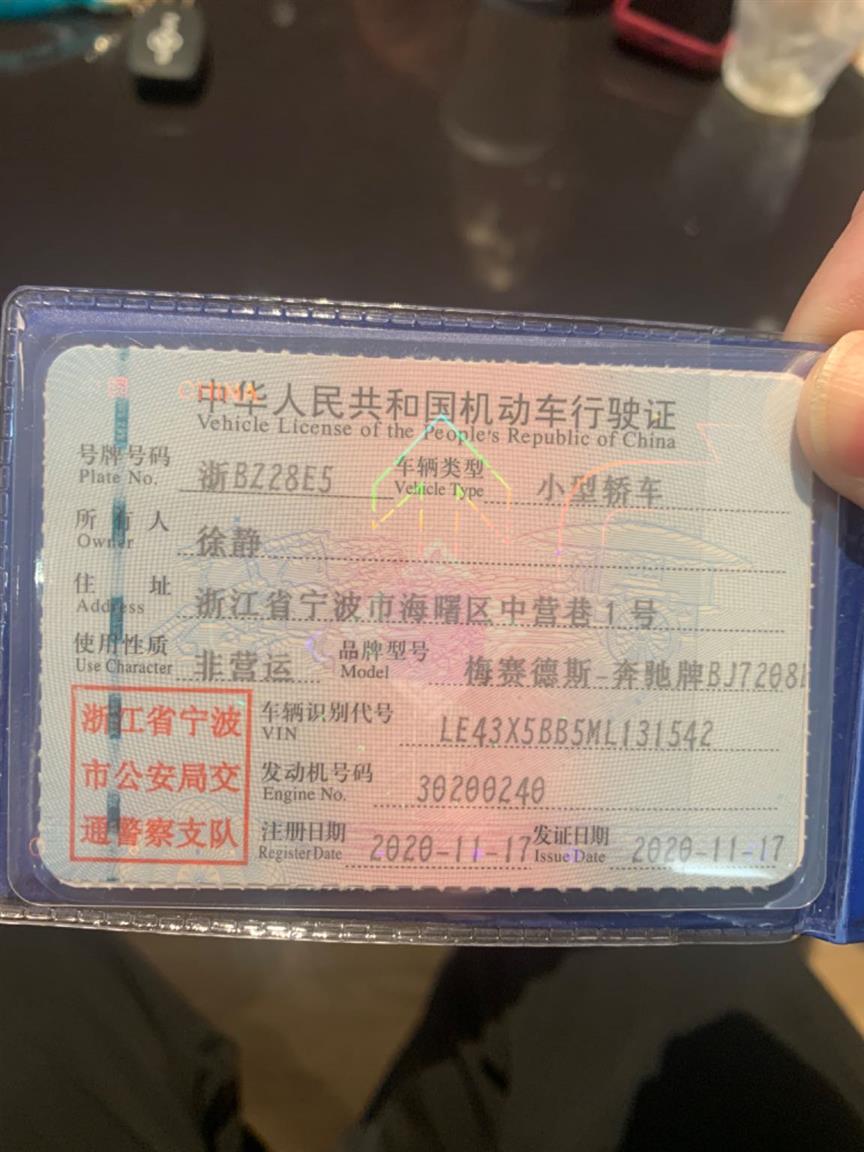 CHINA
中华人民共和国机动车行驶证
Vehicle License of the People's Republic of China
号牌号码 浙BZ28E5 车辆类型 小型轿车
Plate No. Vehicle Type
所有人 徐静
Owner
住址 浙江省宁波市海曙区中营巷1号
Address
使用性质 非营运 品牌型号 梅赛德斯-奔驰牌BJ7208
Use Character Model
浙江省宁波
市公安局交
通警察支队
车辆识别代号 LE43X5BB5ML131542
VIN
发动机号码 30200240
Engine No.
注册日期 2020-11-17 发证日期 2020-11-17
Register Date Issue Date